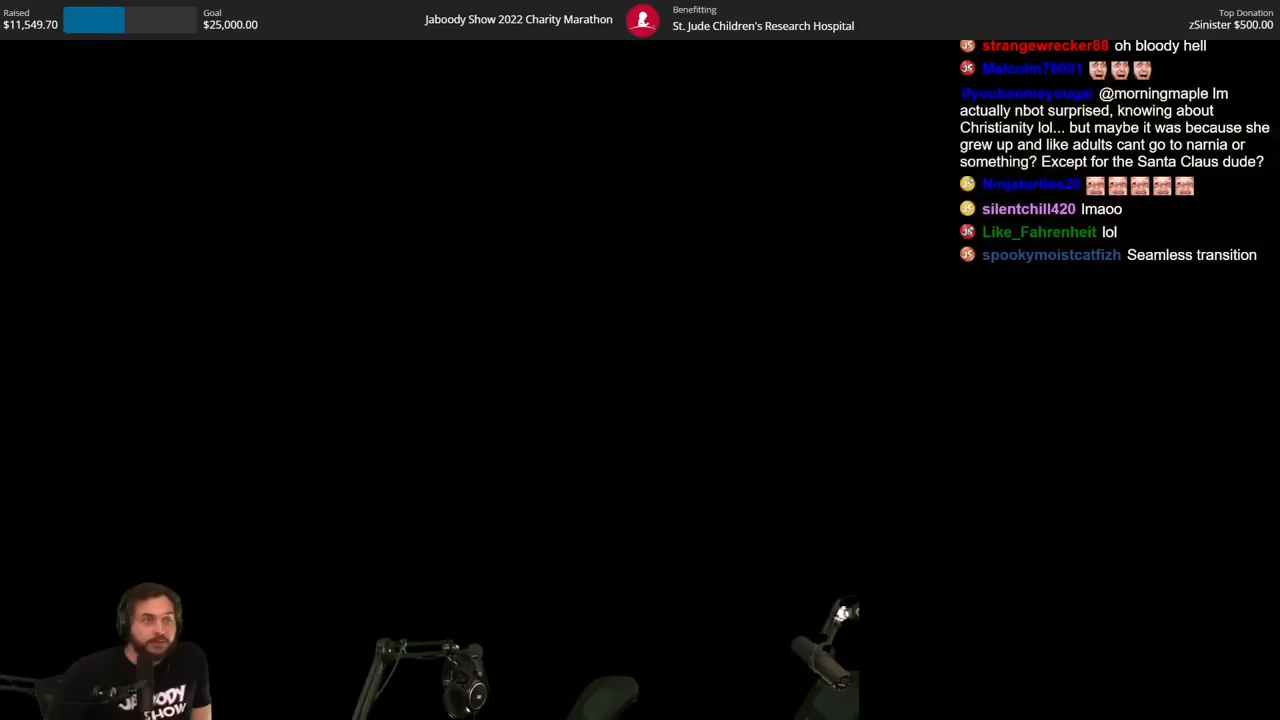 Raised
$11,549.70
Goal
$25,000.00
Jaboody Show 2022 Charity Marathon
Benefitting
St. Jude Children's Research Hospital
Top Donation
zSinister $500.00
strangewrecker88 oh bloody hell
Malcolm76001
ifyoubanmeyougai @morningmaple Im
actually nbot surprised, knowing about
Christianity lol... but maybe it was because she
grew up and like adults cant go to narnia or
something? Except for the Santa Claus dude?
Ninjaturtles20
silentchill420 lmaoo
Like_Fahrenheit lol
spookymoistcatfizh Seamless transition
SHOW